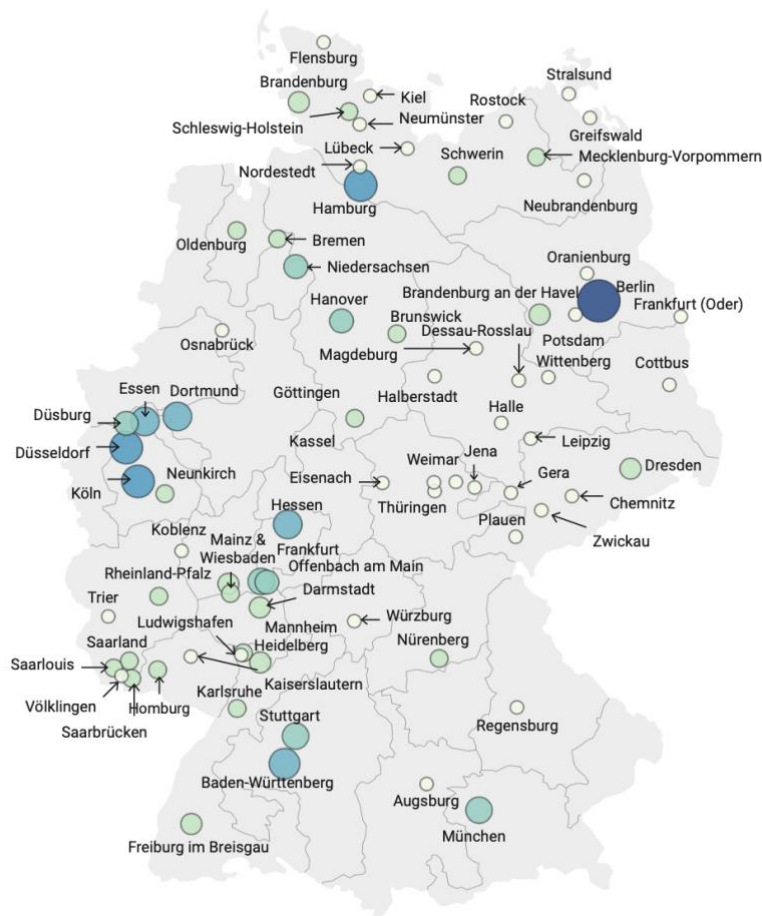 Flensburg
Stralsund
Brandenburg
Kiel
Rostock
Neumünster
Schleswig-Holstein
Greifswald
Lübeck
Schwerin
Mecklenburg-Vorpommern
Nordestedt
Neubrandenburg
Hamburg
Oldenburg
Bremen
Oranienburg
Niedersachsen
Berlin
Brandenburg an der Havel
Hanover
Frankfurt (Oder)
Brunswick
Dessau-Rosslau
Potsdam
Osnabrück
Magdeburg
Wittenberg
Cottbus
Essen
Dortmund
Göttingen
Halberstadt
Düsburg
Halle
Kassel
Leipzig
Düsseldorf
Weimar
Jena
Neunkirch
Eisenach
Gera
Dresden
Köln
Thüringen
Chemnitz
Hessen
Plauen
Koblenz
Zwickau
Mainz &
Wiesbaden
Frankfurt
Offenbach am Main
Rheinland-Pfalz
Darmstadt
Trier
Ludwigshafen
Mannheim
Würzburg
Saarland
Heidelberg
Nürenberg
Saarlouis
Kaiserslautern
Karlsruhe
Völklingen
Homburg
Stuttgart
Saarbrücken
Regensburg
Baden-Württenberg
Augsburg
München
Freiburg im Breisgau